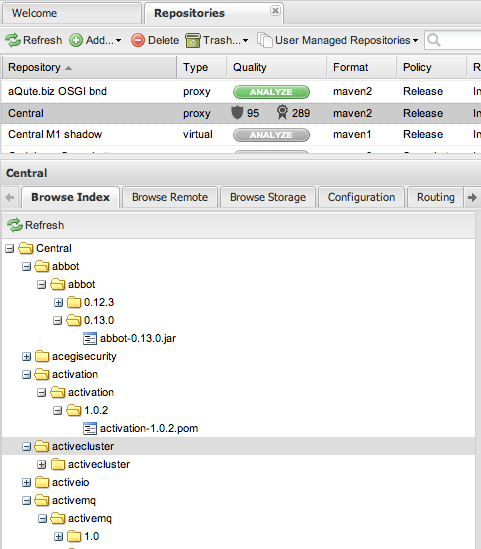 Welcome Repositories
Refresh Add... Delete Trash... User Managed Repositories
Repository Type Quality Format Policy
aQute.biz OSGI bnd proxy ANALYZE maven2 Release In
Central proxy 95 289 maven2 Release In
Central M1 shadow virtual ANALYZE maven1 Release In
Central
Browse Index Browse Remote Browse Storage Configuration Routing
Refresh
Central
abbot
abbot
0.12.3
0.13.0
abbot-0.13.0.jar
acegisecurity
activation
activation
1.0.2
activation-1.0.2.pom
activecluster
activecluster
activeio
activemq
activemq
1.0